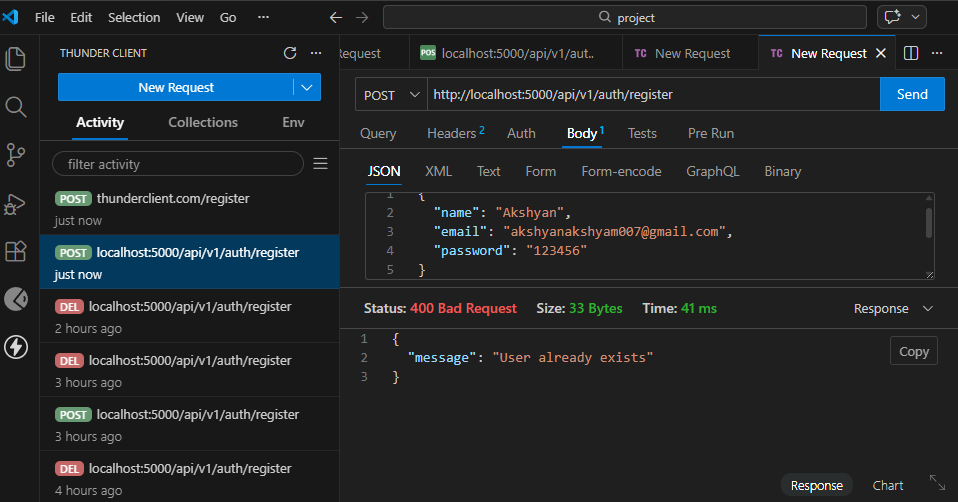 File Edit Selection View Go ··· project
THUNDER CLIENT
New Request
Activity Collections Env
filter activity
POST thunderclient.com/register
just now
POST localhost:5000/api/v1/auth/register
just now
DEL localhost:5000/api/v1/auth/register
2 hours ago
DEL localhost:5000/api/v1/auth/register
3 hours ago
POST localhost:5000/api/v1/auth/register
3 hours ago
DEL localhost:5000/api/v1/auth/register
4 hours ago
Request POS localhost:5000/api/v1/aut.. TC New Request TC New Request
POST http://localhost:5000/api/v1/auth/register Send
Query Headers 2 Auth Body 1 Tests Pre Run
JSON XML Text Form Form-encode GraphQL Binary
1 {
2 "name": "Akshyan",
3 "email": "akshyanakshyam007@gmail.com",
4 "password": "123456"
5 }
Status: 400 Bad Request Size: 33 Bytes Time: 41 ms Response
1 {
2 "message": "User already exists"
3 }
Copy
Response Chart